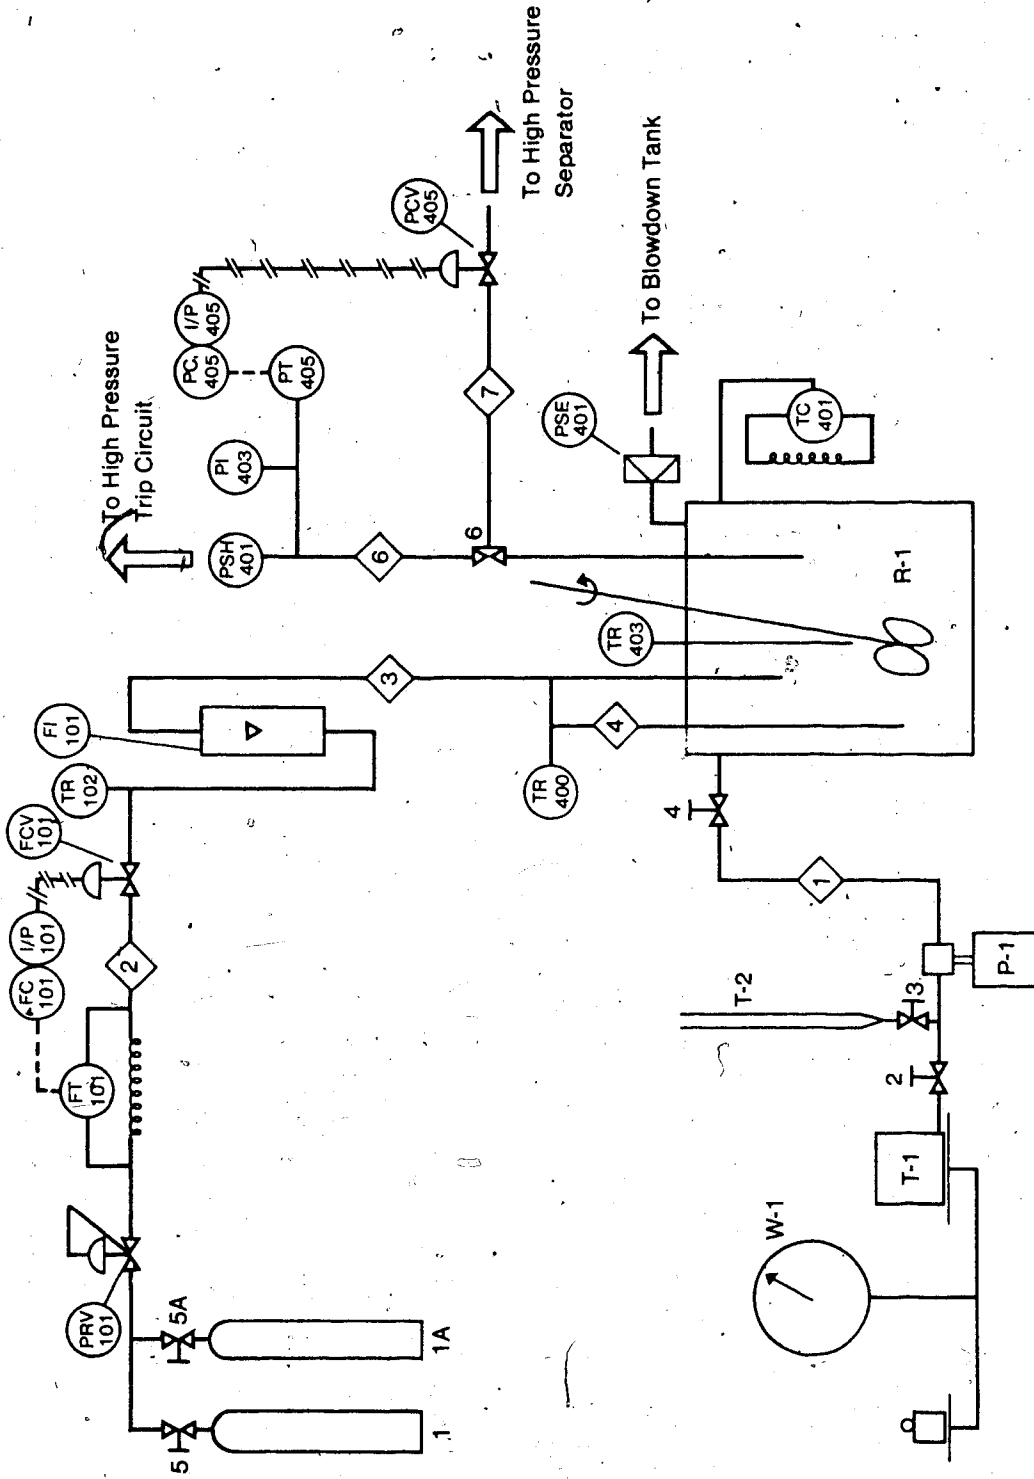 To High Pressure
Trip Circuit
To High Pressure
Separator
To Blowdown Tank
PCV
405
I/P
405
PC
405
PT
405
PI
403
PSH
401
6
6
7
PSE
401
TC
401
R-1
TR
403
3
4
TR
400
FI
101
TR
102
FCV
101
I/P
101
FC
101
2
FT
101
PRV
101
5A
5
1A
1
4
1
P-1
3
T-2
2
T-1
W-1